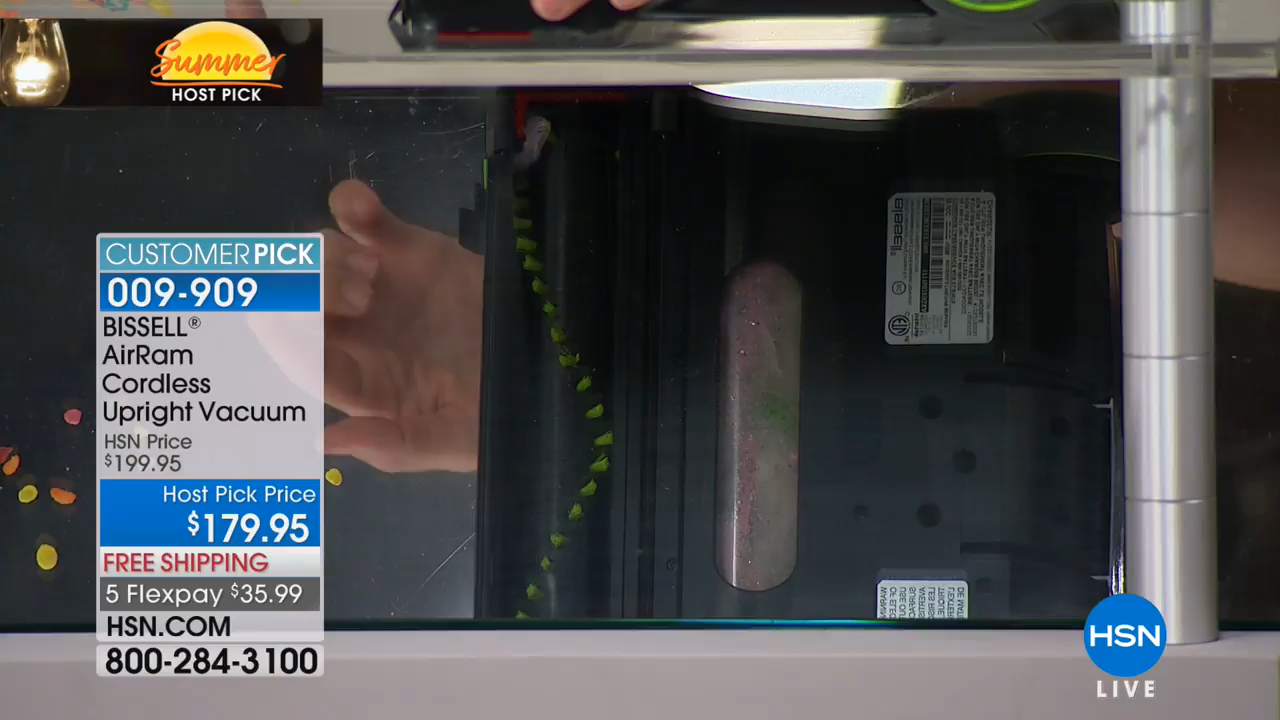 Summer
HOST PICK
CUSTOMER PICK
009-909
BISSELL®
AirRam
Cordless
Upright Vacuum
HSN Price
$199.95
Host Pick Price
$179.95
FREE SHIPPING
5 Flexpay $35.99
HSN.COM
800-284-3100
BISSELL
HSN
LIVE